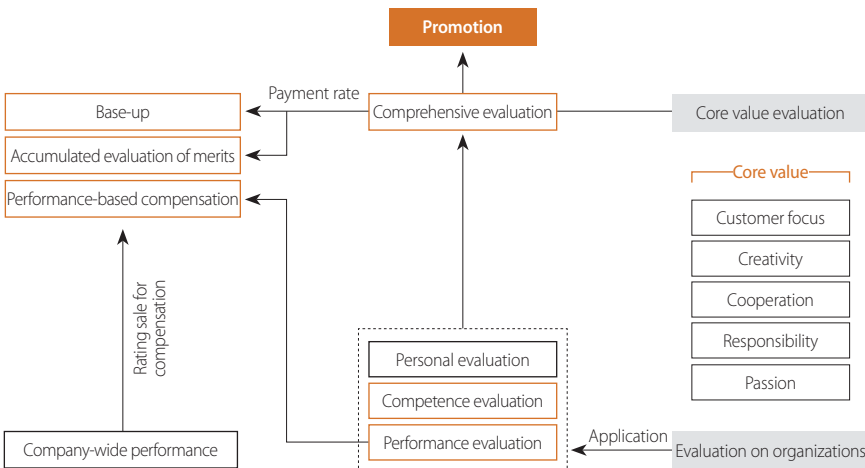 Promotion
Payment rate
Base-up
Comprehensive evaluation
Core value evaluation
Accumulated evaluation of merits
Performance-based compensation
Core value
Customer focus
Creativity
Cooperation
Responsibility
Passion
Rating sale for
compensation
Personal evaluation
Competence evaluation
Performance evaluation
Application
Company-wide performance
Evaluation on organizations